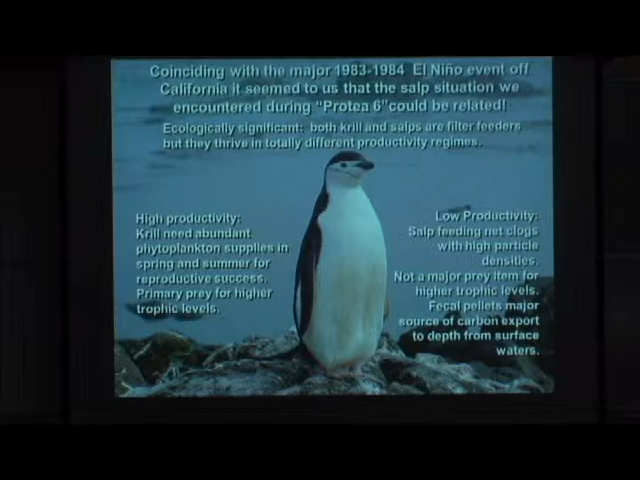 Coinciding with the major 1983-1984 El Niño event off
California it seemed to us that the salp situation we
encountered during "Protea 6"could be related!
Ecologically significant: both krill and salps are filter feeders
but they thrive in totally different productivity regimes.
High productivity:
Krill need abundant
phytoplankton supplies in
spring and summer for
reproductive success.
Primary prey for higher
trophic levels.
Low Productivity:
Salp feeding net clogs
with high particle
densities.
Not a major prey item for
higher trophic levels.
Fecal pellets major
source of carbon export
to depth from surface
waters.